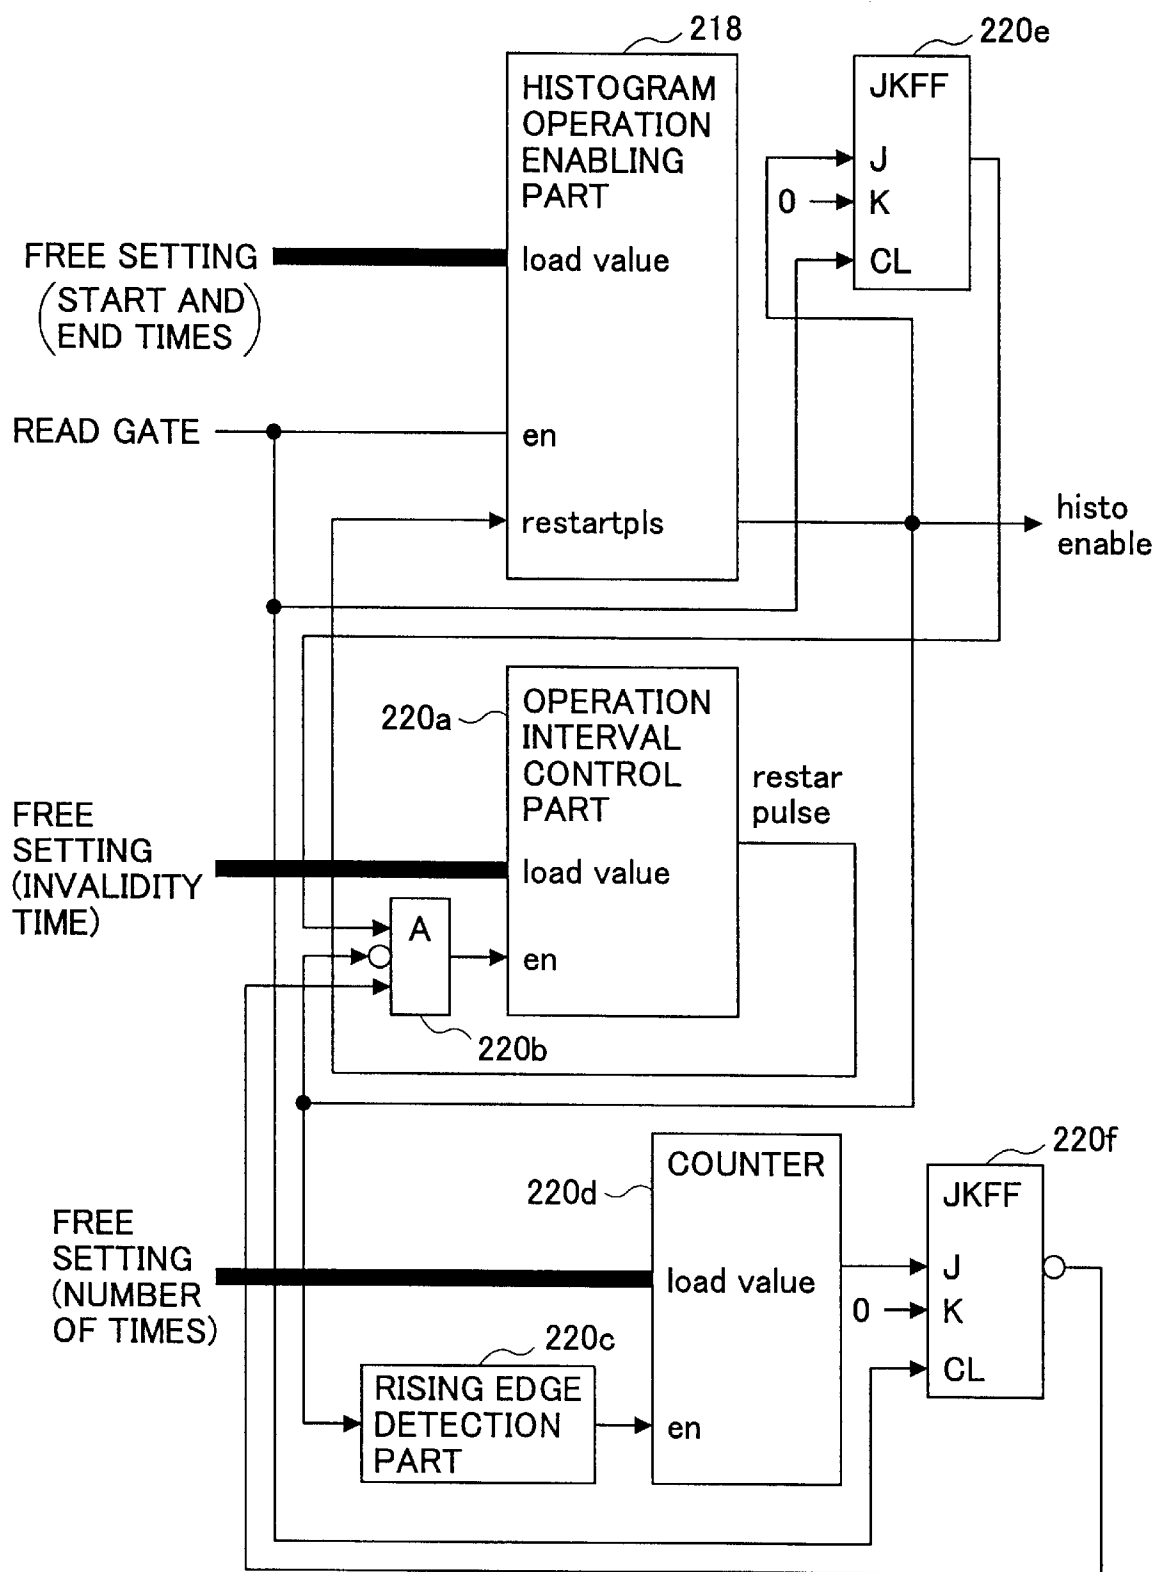 218
220e
HISTOGRAM
OPERATION
ENABLING
PART
JKFF
J
0
K
CL
FREE SETTING
(START AND
END TIMES)
load value
READ GATE
en
restartpls
histo
enable
220a
OPERATION
INTERVAL
CONTROL
PART
restar
pulse
FREE
SETTING
(INVALIDITY
TIME)
load value
A
en
220b
COUNTER
220d
220f
JKFF
FREE
SETTING
(NUMBER
OF TIMES)
load value
J
0
K
CL
220c
RISING EDGE
DETECTION
PART
en